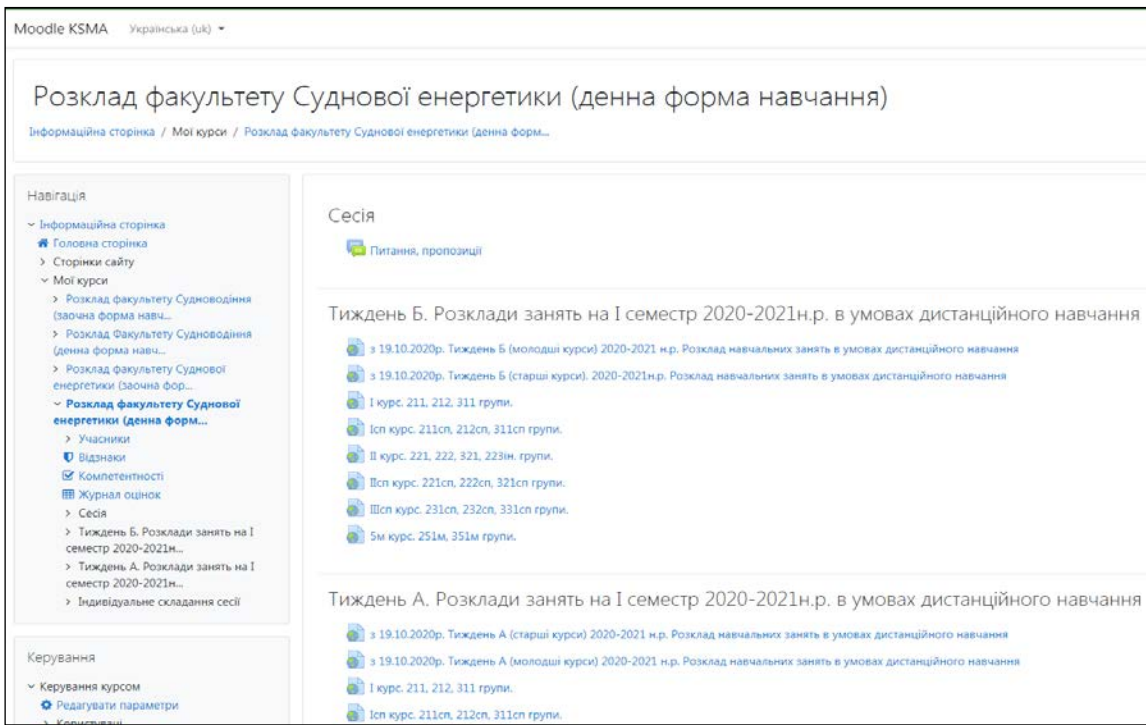 Moodle KSMA Українська (uk)
Розклад факультету Суднової енергетики (денна форма навчання)
Інформаційна сторінка / Мої курси / Розклад факультету Суднової енергетики (денна форм...
Навігація
Інформаційна сторінка
Головна сторінка
Сторінки сайту
Мої курси
Розклад факультету Судноводіння
(заочна форма навч...
Розклад Факультету Судноводіння
(денна форма навч...
Розклад факультету Суднової
енергетики (заочна фор...
Розклад факультету Суднової
енергетики (денна форм...
Учасники
Відзнаки
Компетентності
Журнал оцінок
Сесія
Тиждень Б. Розклади занять на І
семестр 2020-2021н...
Тиждень А. Розклади занять на І
семестр 2020-2021н...
Індивідуальне складання сесії
Керування
Керування курсом
Редагувати параметри
Користувачі
Сесія
Питання, пропозиції
Тиждень Б. Розклади занять на І семестр 2020-2021н.р. в умовах дистанційного навчання
з 19.10.2020р. Тиждень Б (молодші курси) 2020-2021 н.р. Розклад навчальних занять в умовах дистанційного навчання
з 19.10.2020р. Тиждень Б (старші курси). 2020-2021н.р. Розклад навчальних занять в умовах дистанційного навчання
І курс. 211, 212, 311 групи.
Ісп курс. 211сп, 212сп, 311сп групи.
ІІ курс. 221, 222, 321, 223ін. групи.
ІІсп курс. 221сп, 222сп, 321сп групи.
ІІІсп курс. 231сп, 232сп, 331сп групи.
5м курс. 251м, 351м групи.
Тиждень А. Розклади занять на І семестр 2020-2021н.р. в умовах дистанційного навчання
з 19.10.2020р. Тиждень А (старші курси) 2020-2021 н.р. Розклад навчальних занять в умовах дистанційного навчання
з 19.10.2020р. Тиждень А (молодші курси) 2020-2021 н.р. Розклад навчальних занять в умовах дистанційного навчання
І курс. 211, 212, 311 групи.
Ісп курс. 211сп, 212сп, 311сп групи.